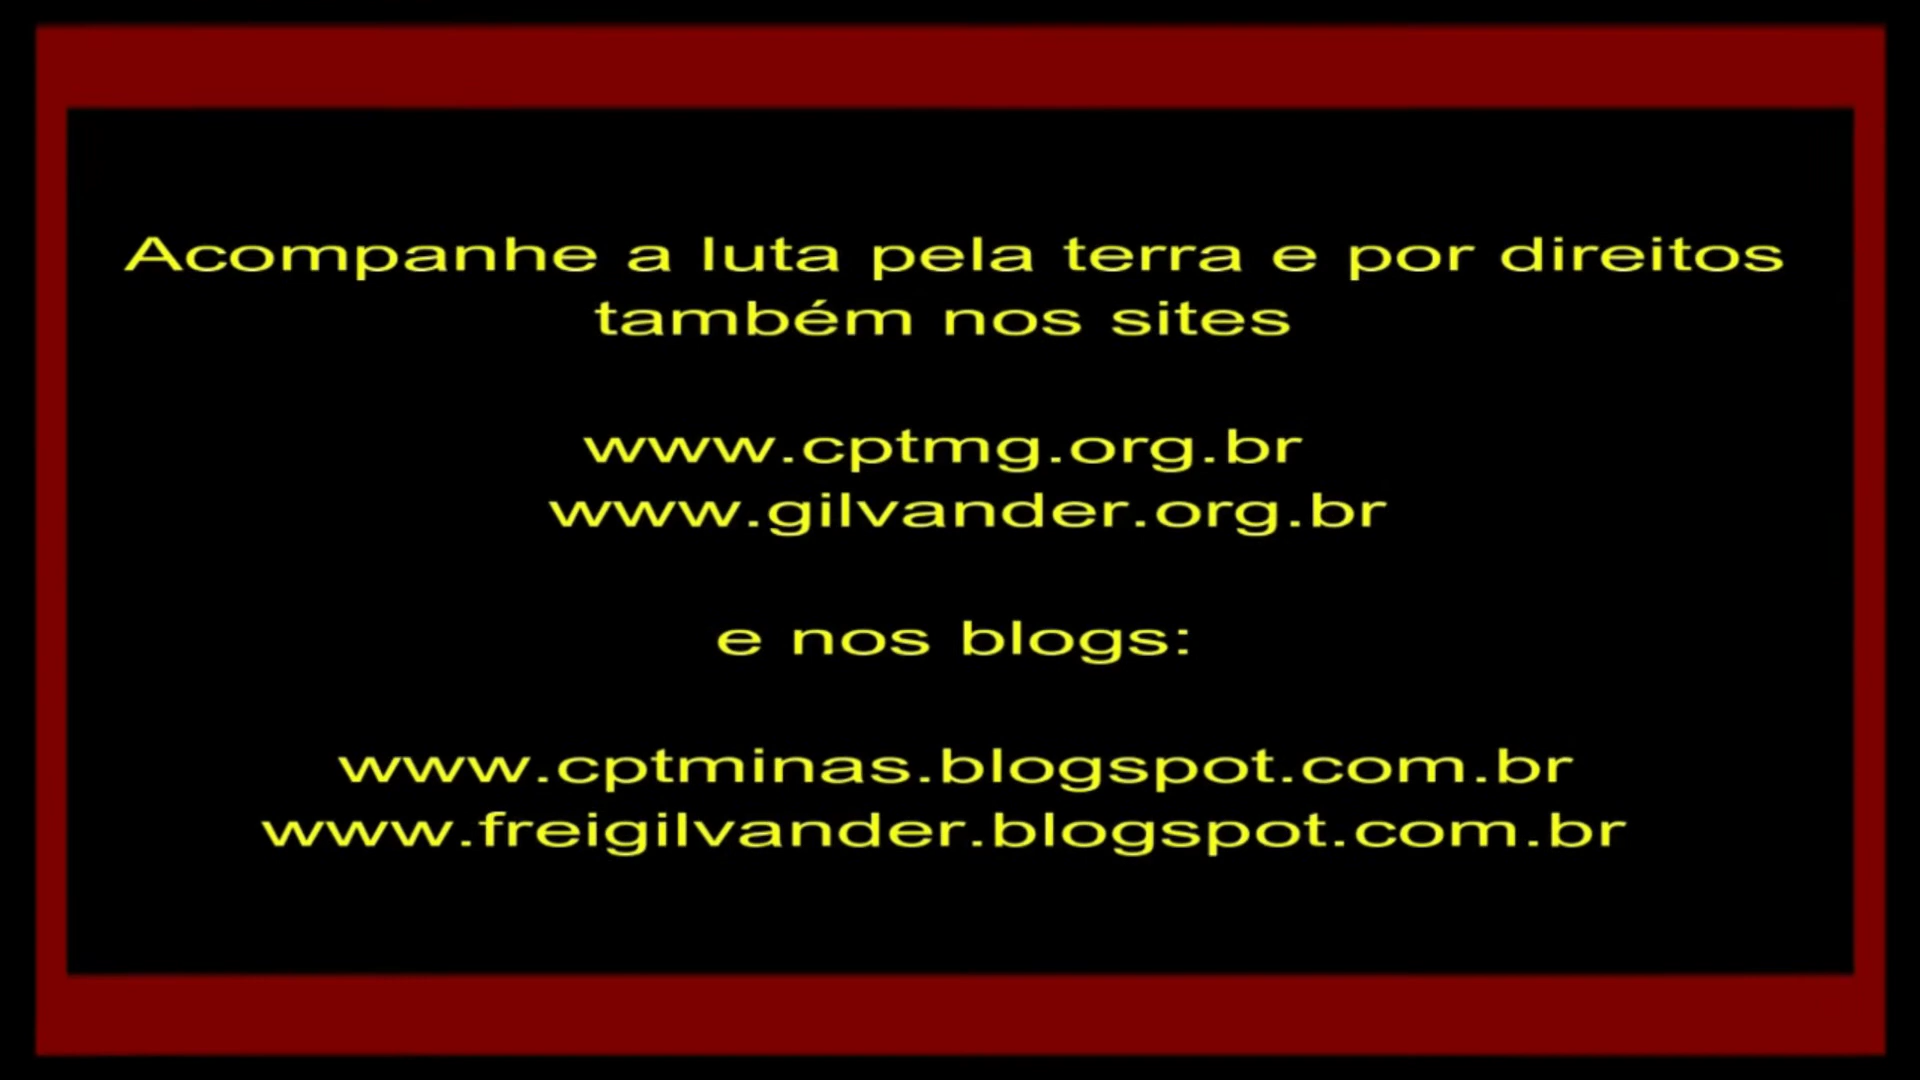 Acompanhe a luta pela terra e por direitos
também nos sites
www.cptmg.org.br
www.gilvander.org.br
e nos blogs:
www.cptminas.blogspot.com.br
www.freigilvander.blogspot.com.br